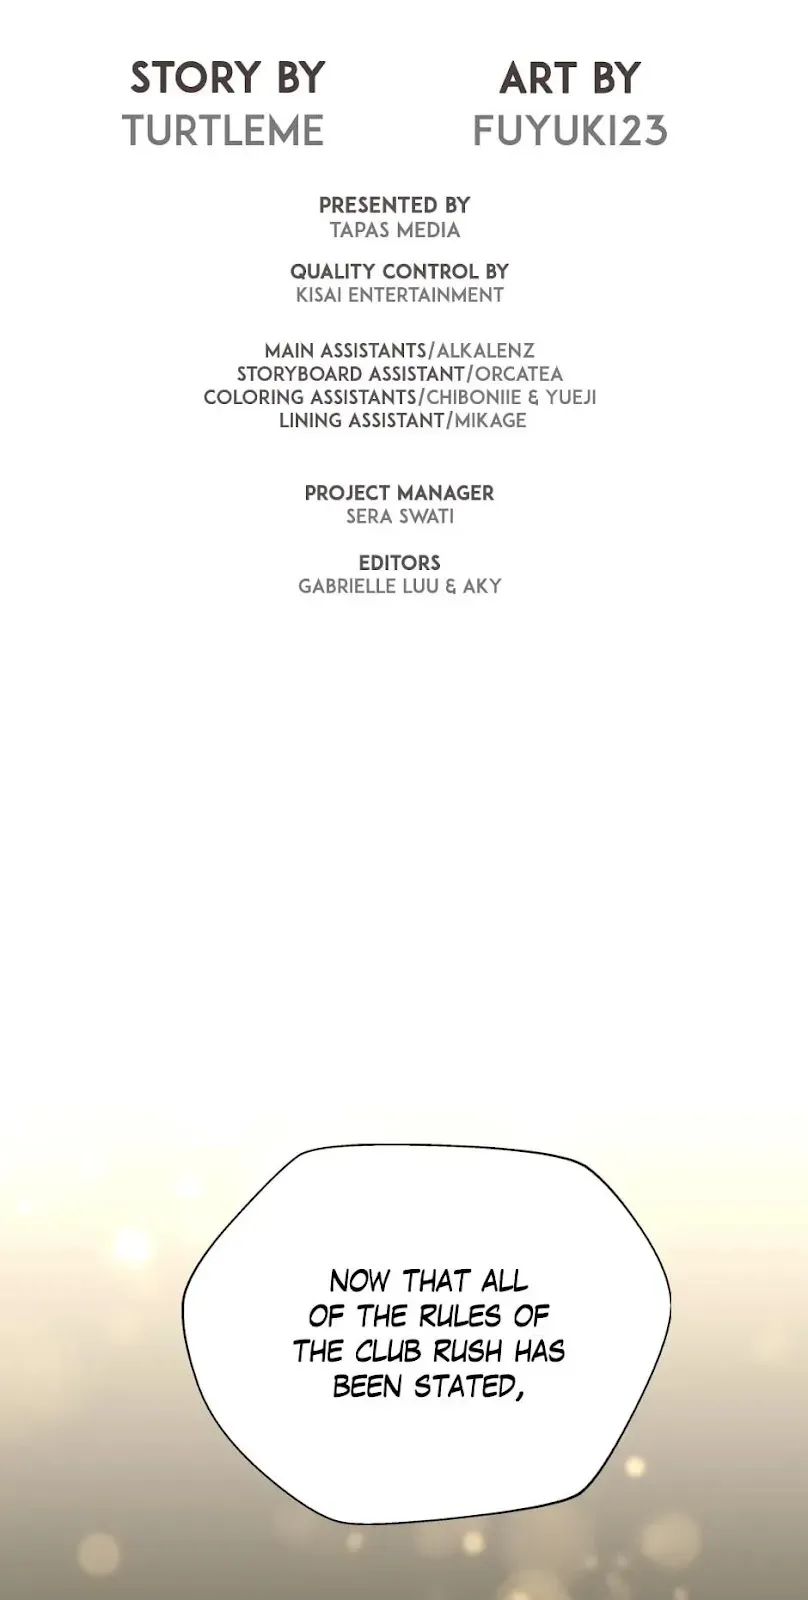 STORY BY
TURTLEME
ART BY
FUYUKI23
PRESENTED BY
TAPAS MEDIA
QUALITY CONTROL BY
KISAI ENTERTAINMENT
MAIN ASSISTANTS/ALKALENZ
STORYBOARD ASSISTANT/ORCATEA
COLORING ASSISTANTS/CHIBONIIE & YUEJI
LINING ASSISTANT/MIKAGE
PROJECT MANAGER
SERA SWATI
EDITORS
GABRIELLE LUU & AKY
NOW THAT ALL
OF THE RULES OF
THE CLUB RUSH HAS
BEEN STATED,